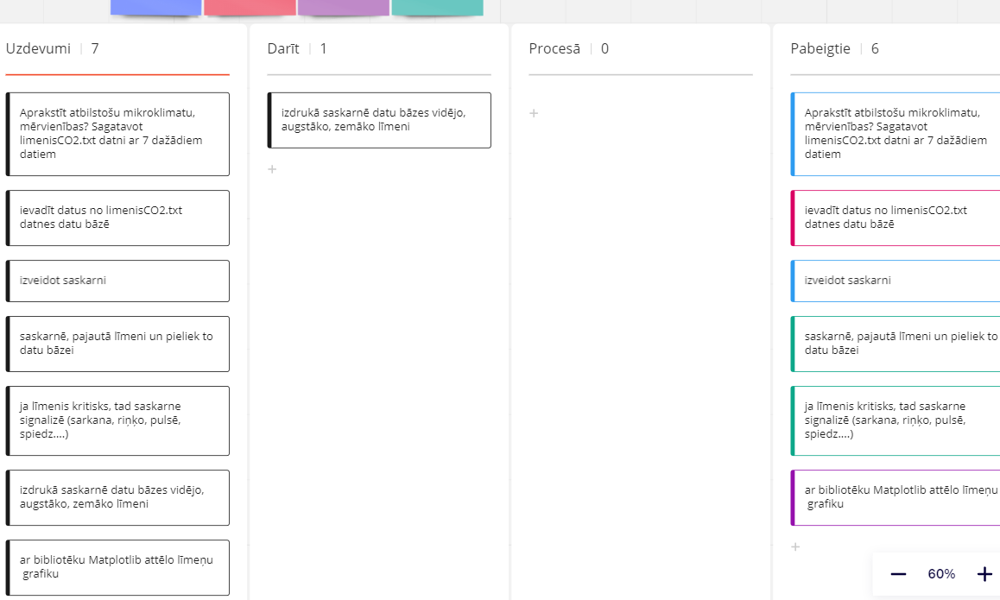 Uzdevumi | 7
Aprakstīt atbilstošu mikroklimatu,
mērvienības? Sagatavot
limenisCO2.txt datni ar 7 dažādiem
datiem
ievadīt datus no limenisCO2.txt
datnes datu bāzē
izveidot saskarni
saskarnē, pajautā līmeni un pieliek to
datu bāzei
ja līmenis kritisks, tad saskarne
signalizē (sarkana, riņķo, pulsē,
spiedz....)
izdrukā saskarnē datu bāzes vidējo,
augstāko, zemāko līmeni
ar bibliotēku Matplotlib attēlo līmeņu
grafiku
Darīt | 1
izdrukā saskarnē datu bāzes vidējo,
augstāko, zemāko līmeni
+
Procesā | 0
+
Pabeigtie | 6
Aprakstīt atbilstošu mikroklimatu,
mērvienības? Sagatavot
limenisCO2.txt datni ar 7 dažādiem
datiem
ievadīt datus no limenisCO2.txt
datnes datu bāzē
izveidot saskarni
saskarnē, pajautā līmeni un pieliek to
datu bāzei
ja līmenis kritisks, tad saskarne
signalizē (sarkana, riņķo, pulsē,
spiedz....)
ar bibliotēku Matplotlib attēlo līmeņu
grafiku
+
— 60% +